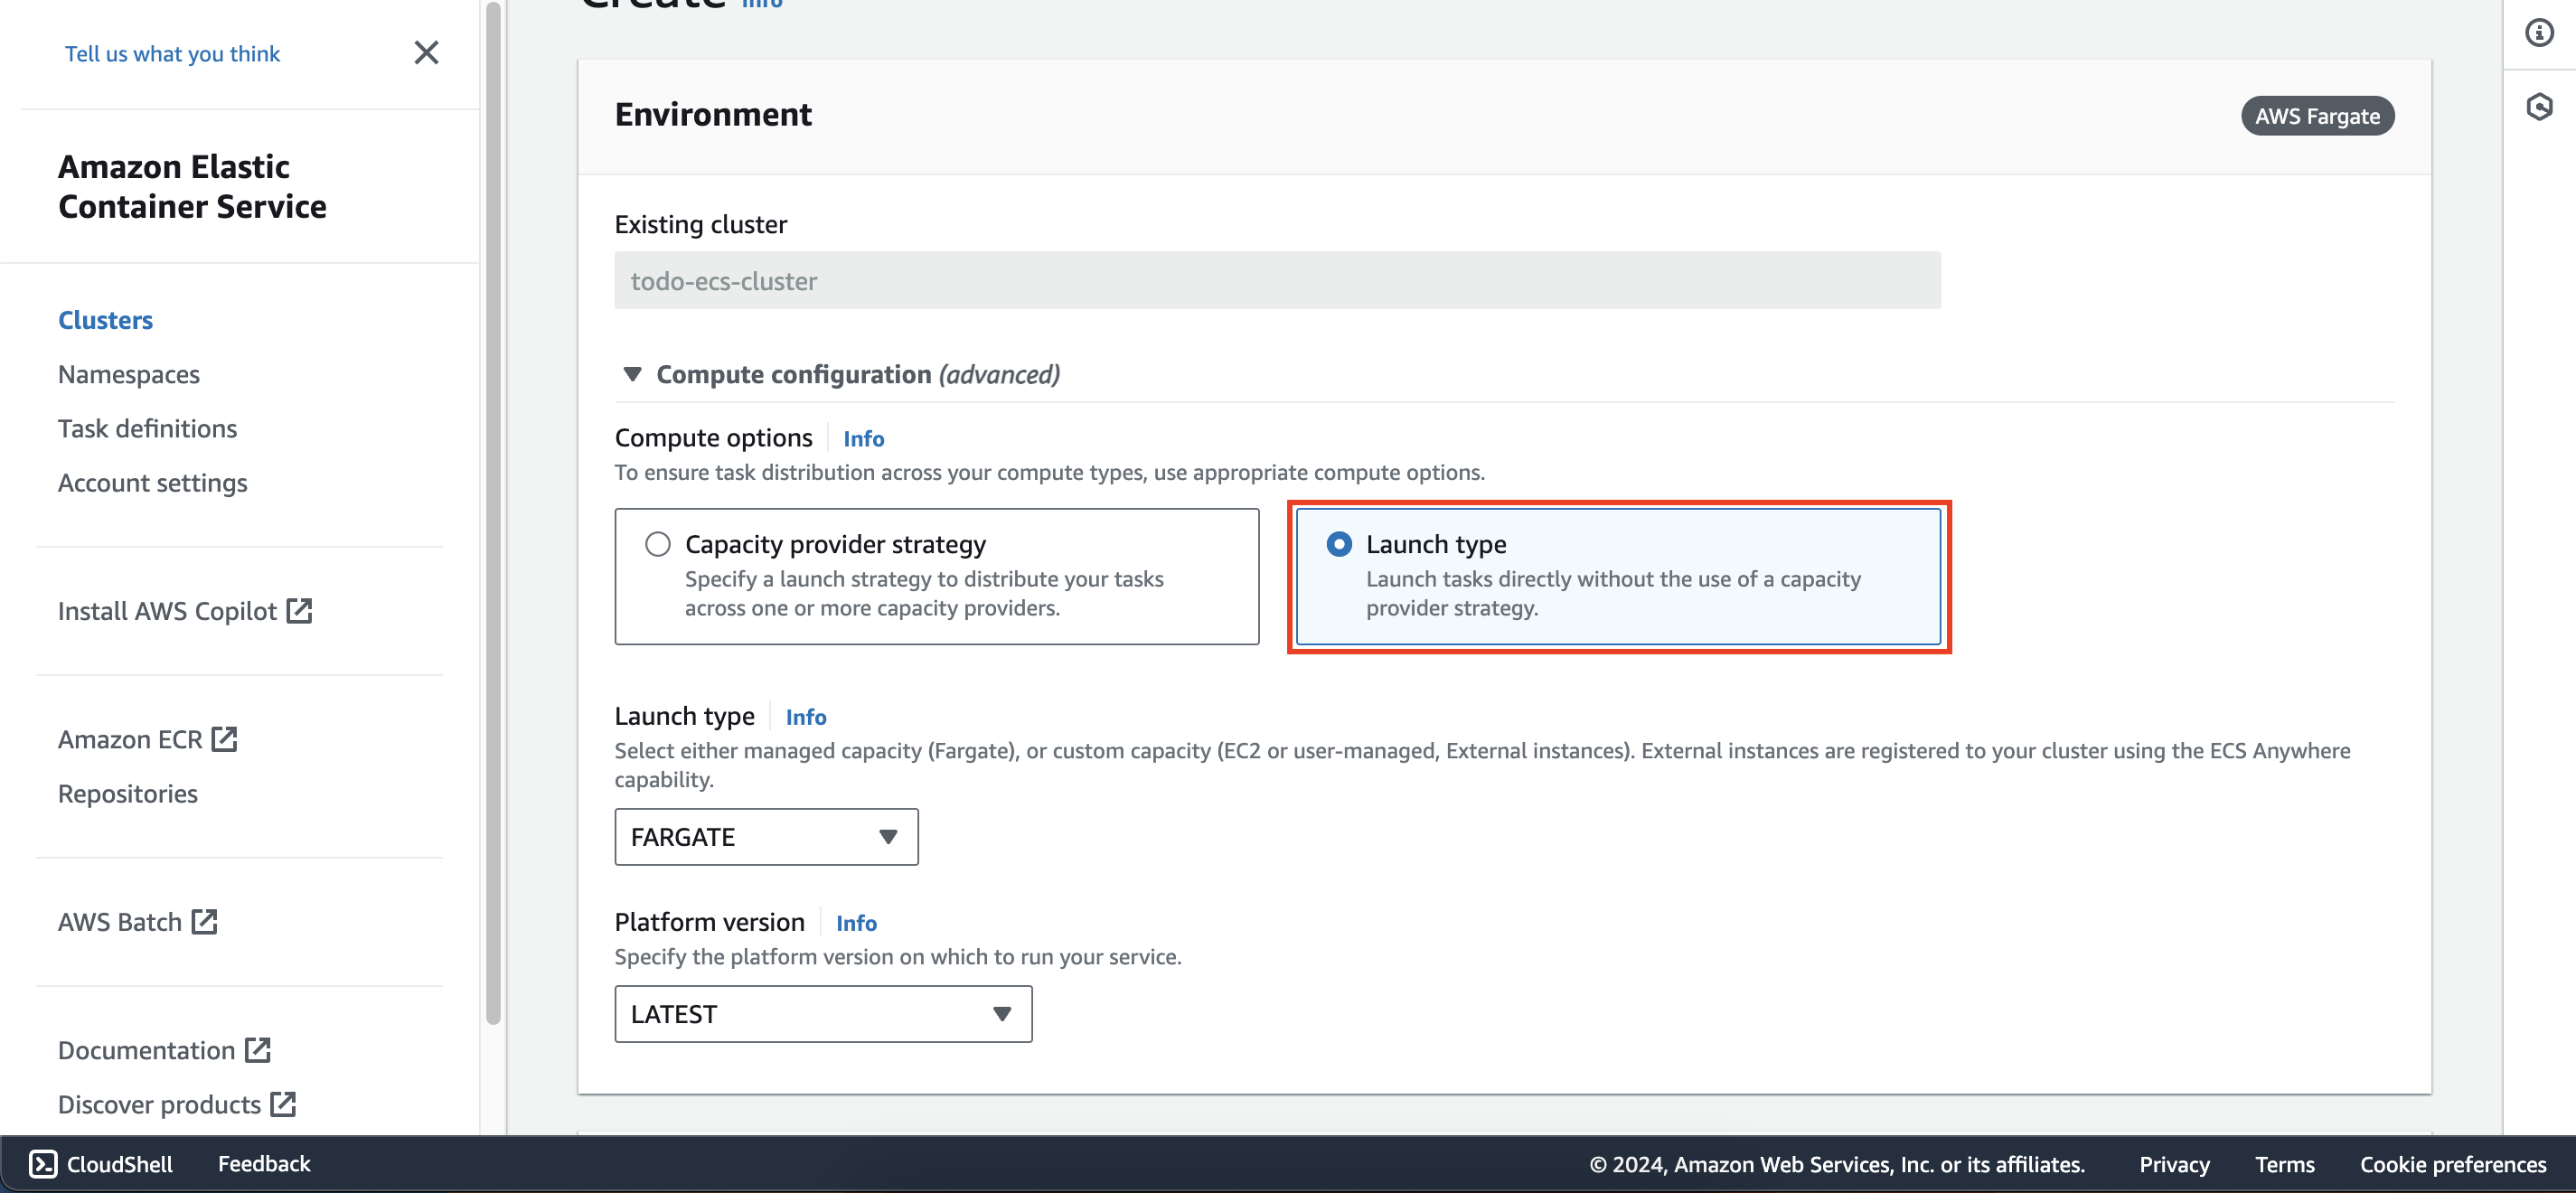 Tell us what you think
Amazon Elastic
Container Service
Clusters
Namespaces
Task definitions
Account settings
Install AWS Copilot
Amazon ECR
Repositories
AWS Batch
Documentation
Discover products
Create Info
Environment
AWS Fargate
Existing cluster
todo-ecs-cluster
Compute configuration (advanced)
Compute options Info
To ensure task distribution across your compute types, use appropriate compute options.
Capacity provider strategy
Specify a launch strategy to distribute your tasks
across one or more capacity providers.
Launch type
Launch tasks directly without the use of a capacity
provider strategy.
Launch type Info
Select either managed capacity (Fargate), or custom capacity (EC2 or user-managed, External instances). External instances are registered to your cluster using the ECS Anywhere
capability.
FARGATE
Platform version Info
Specify the platform version on which to run your service.
LATEST
CloudShell Feedback © 2024, Amazon Web Services, Inc. or its affiliates. Privacy Terms Cookie preferences